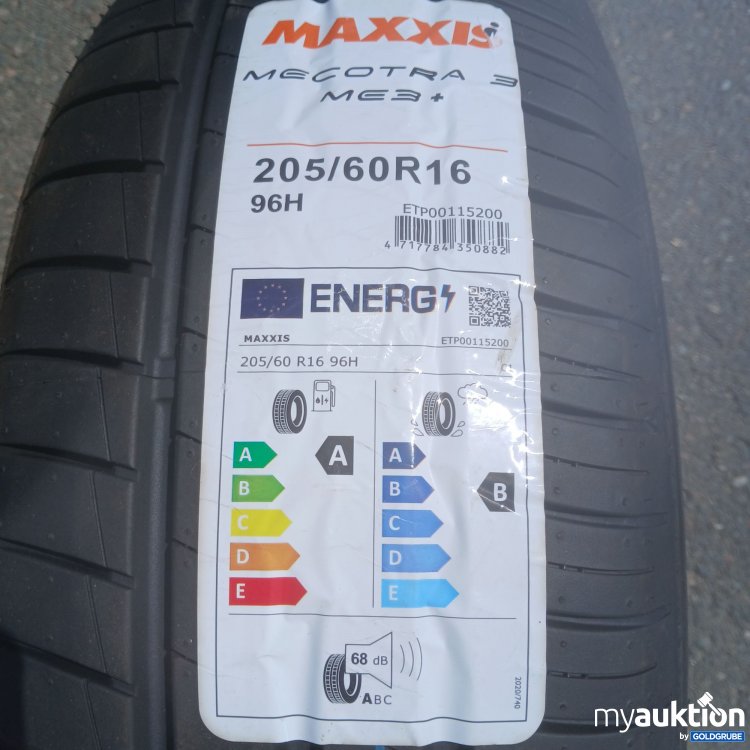 MAXXIS
MECOTRA 3
ME3+
205/60R16
96H
ETP00115200
4 717784 350882
ENERG
MAXXIS
ETP00115200
205/60 R16 96H
A
A
A
B
B
B
C
C
D
D
E
E
68 dB
ABC
2020/740
myauktion
by GOLDGRUBE